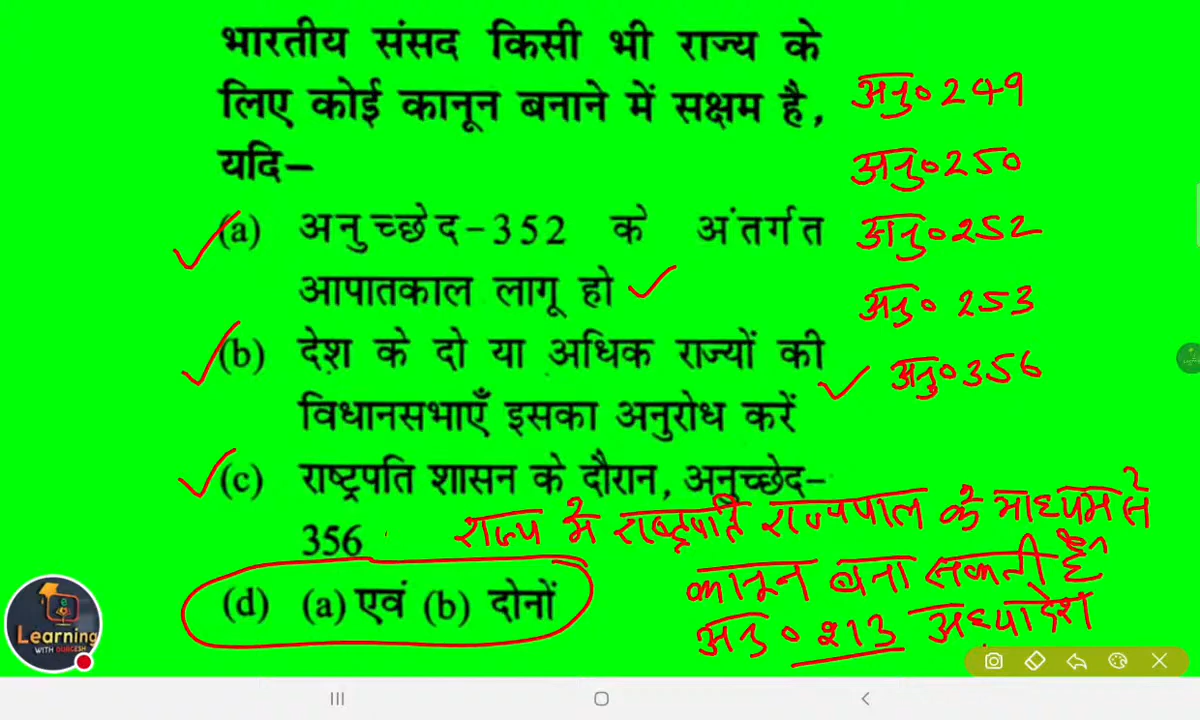 भारतीय संसद किसी भी राज्य के
लिए कोई कानून बनाने में सक्षम है,
यदि–
(a) अनुच्छेद-352 के अंतर्गत
आपातकाल लागू हो
(b) देश के दो या अधिक राज्यों की
विधानसभाएँ इसका अनुरोध करें
(c) राष्ट्रपति शासन के दौरान, अनुच्छेद-
356
(d) (a) एवं (b) दोनों
अनु० 249
अनु० 250
अनु० 252
अनु० 253
अनु० 356
राज्य में राष्ट्रपति राज्यपाल के माध्यम से
कानून बना सकती है
अनु० 213 अध्यादेश
Learning
WITH DURGESH